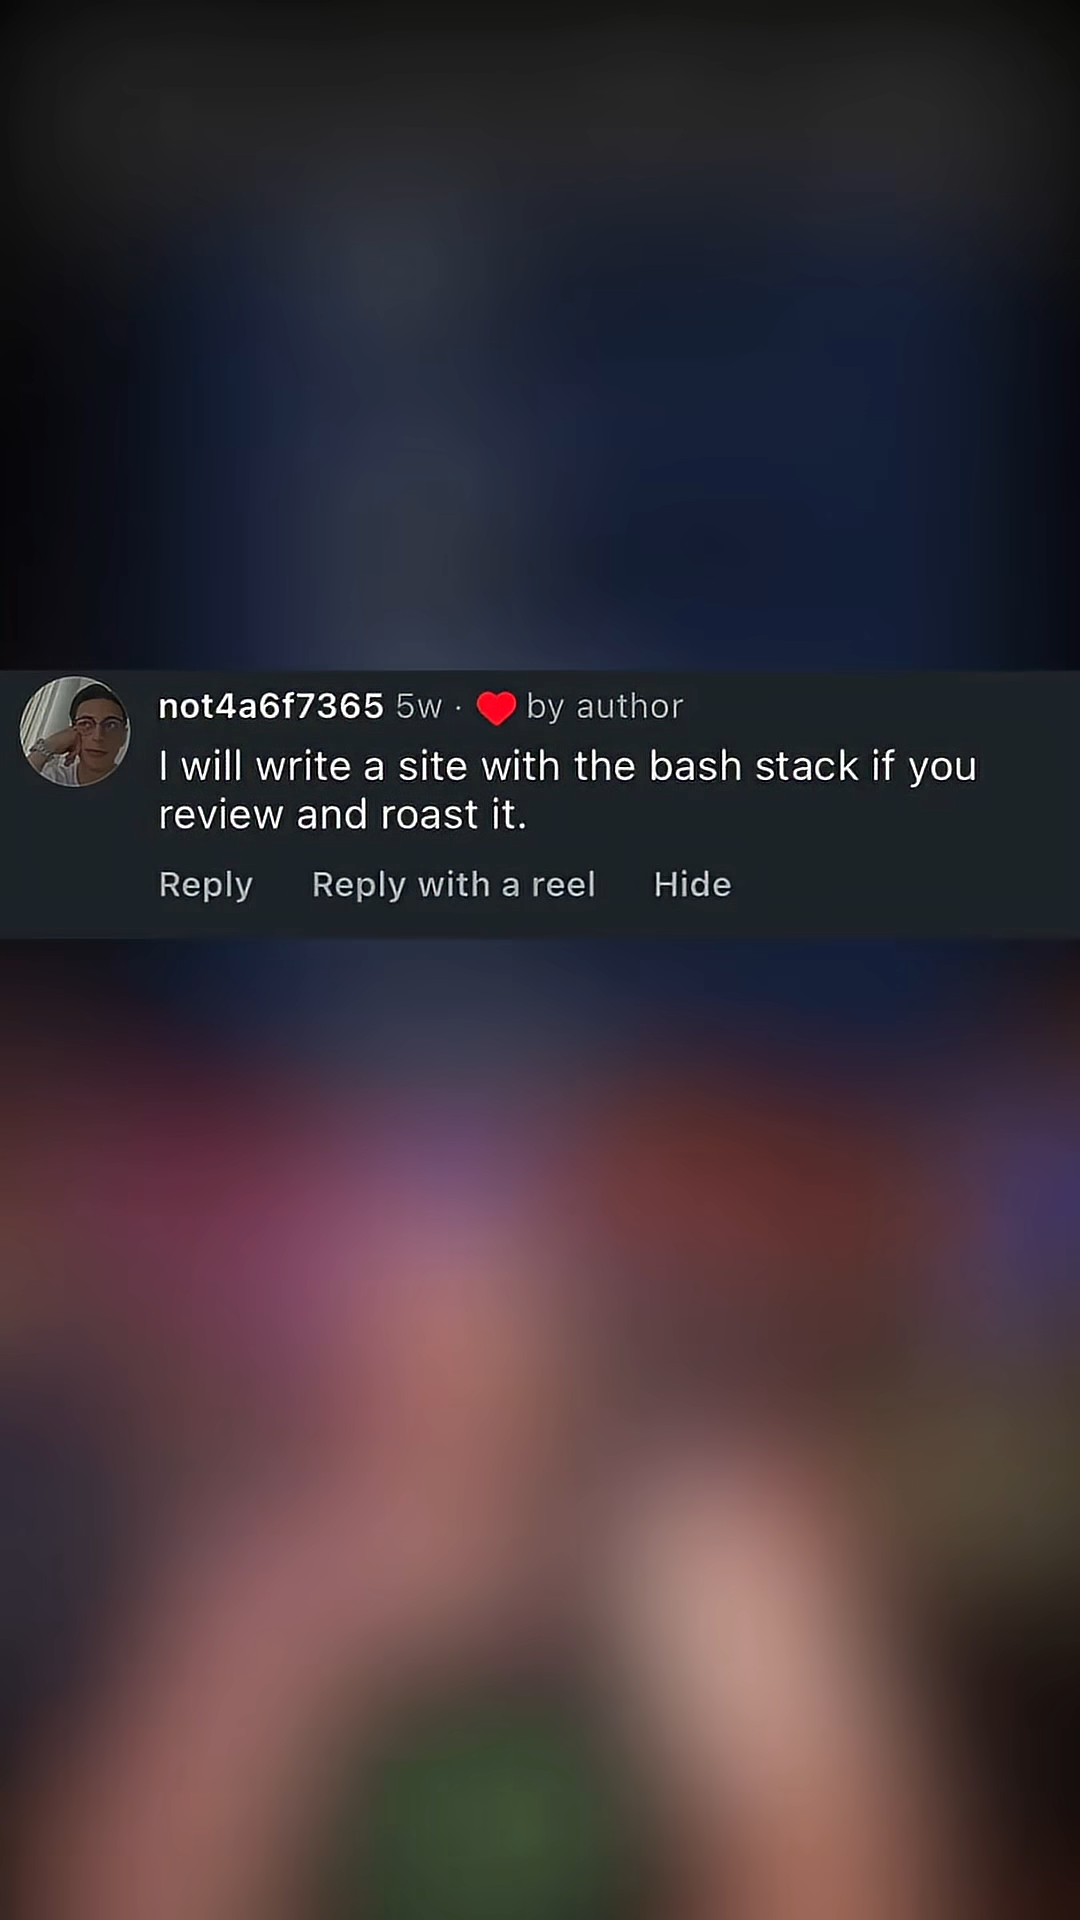 not4a6f7365 5w · ❤️ by author
I will write a site with the bash stack if you
review and roast it.
Reply Reply with a reel Hide